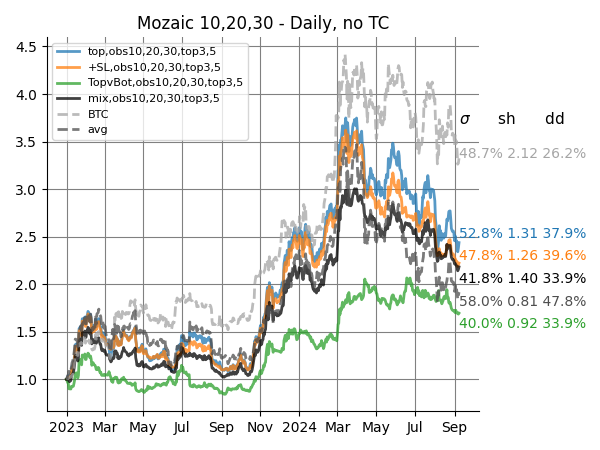 Mozaic 10,20,30 - Daily, no TC
top,obs10,20,30,top3,5
+SL,obs10,20,30,top3,5
TopvBot,obs10,20,30,top3,5
mix,obs10,20,30,top3,5
BTC
avg
4.5
4.0
3.5
3.0
2.5
2.0
1.5
1.0
σ sh dd
48.7% 2.12 26.2%
52.8% 1.31 37.9%
47.8% 1.26 39.6%
41.8% 1.40 33.9%
58.0% 0.81 47.8%
40.0% 0.92 33.9%
2023 Mar May Jul Sep Nov 2024 Mar May Jul Sep